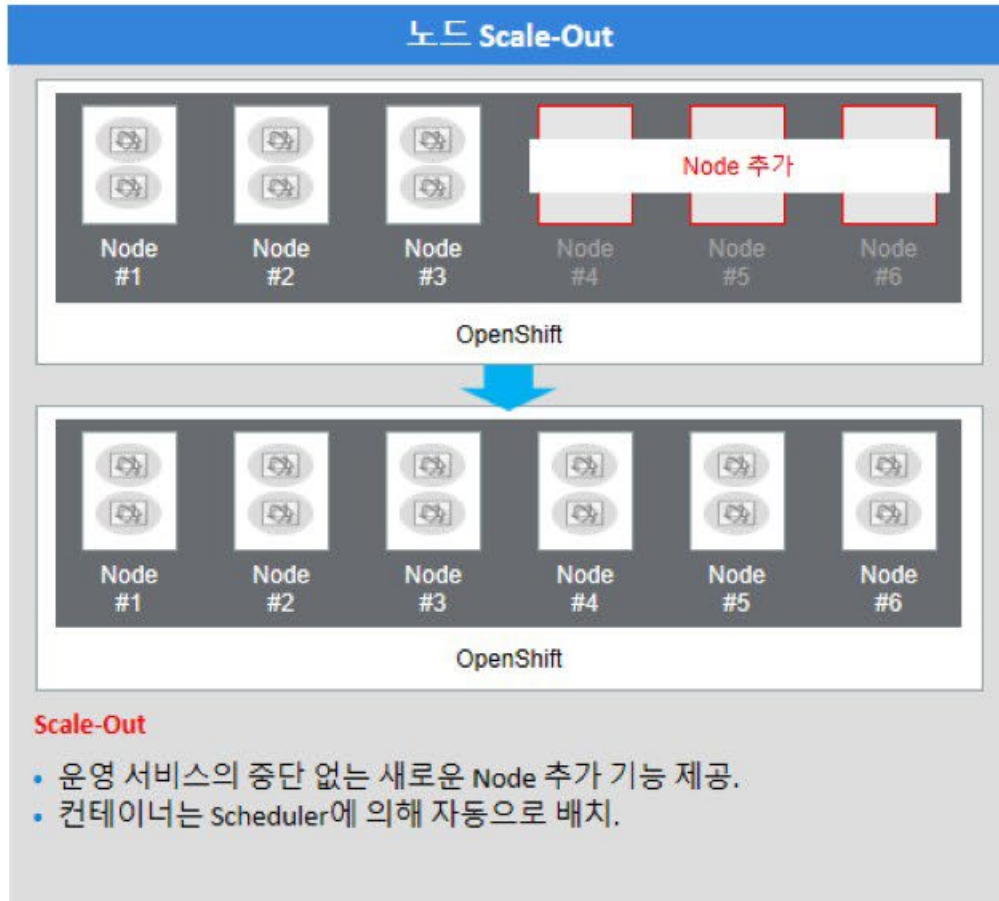 노드 Scale-Out
Node 추가
Node Node Node Node Node Node
#1 #2 #3 #4 #5 #6
OpenShift
Node Node Node Node Node Node
#1 #2 #3 #4 #5 #6
OpenShift
Scale-Out
• 운영 서비스의 중단 없는 새로운 Node 추가 기능 제공.
• 컨테이너는 Scheduler에 의해 자동으로 배치.